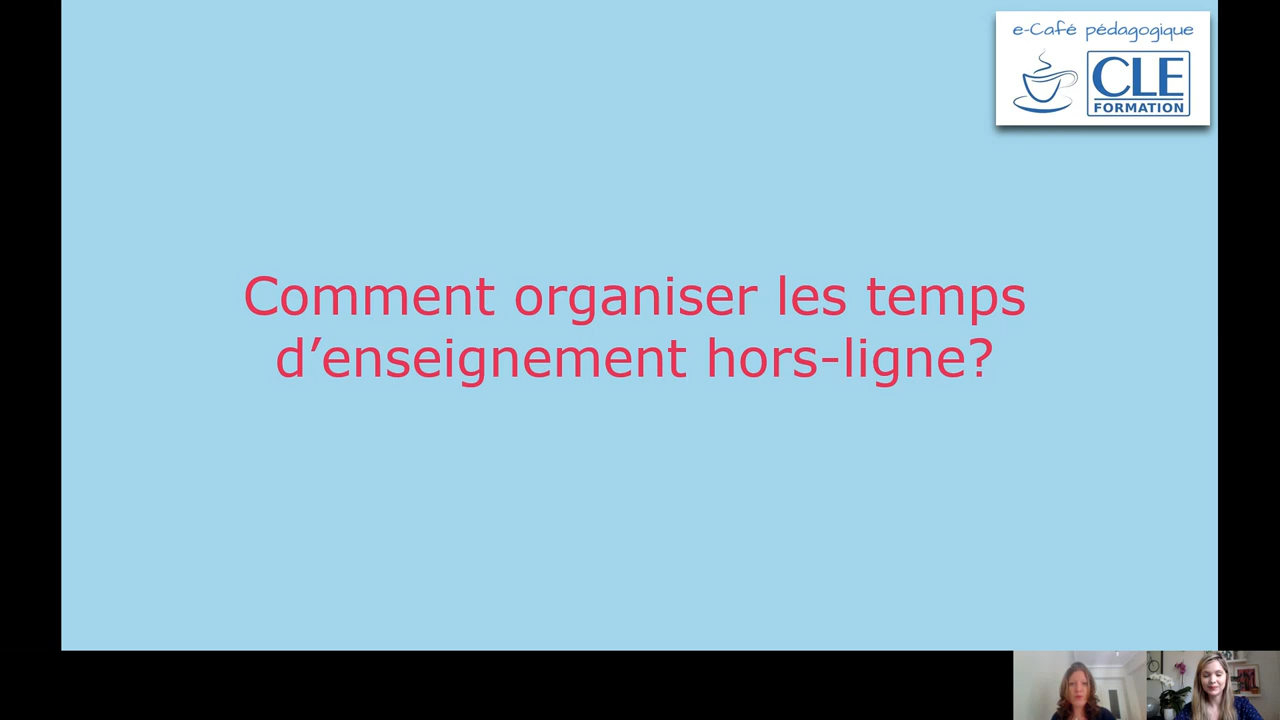 e-Café pédagogique
CLE
FORMATION
Comment organiser les temps
d’enseignement hors-ligne?